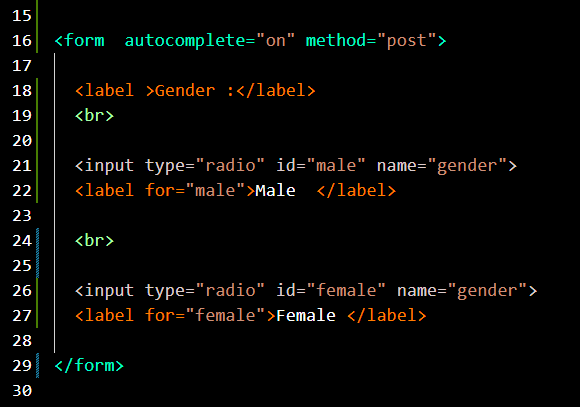 15
16 <form  autocomplete="on" method="post">
17
18 <label >Gender :</label>
19 <br>
20
21 <input type="radio" id="male" name="gender">
22 <label for="male">Male  </label>
23
24 <br>
25
26 <input type="radio" id="female" name="gender">
27 <label for="female">Female </label>
28
29 </form>
30